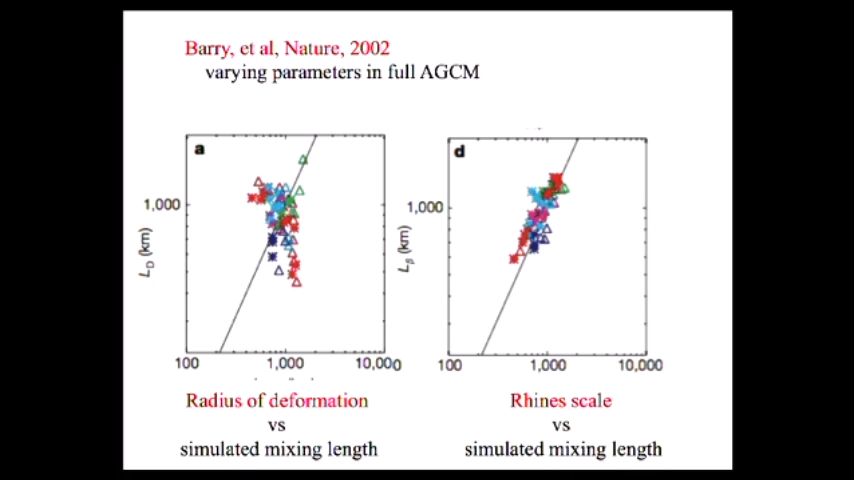 Barry, et al, Nature, 2002
varying parameters in full AGCM
a
d
1,000
1,000
L_D (km)
L_β (km)
100 1,000 10,000
100 1,000 10,000
Radius of deformation
vs
simulated mixing length
Rhines scale
vs
simulated mixing length